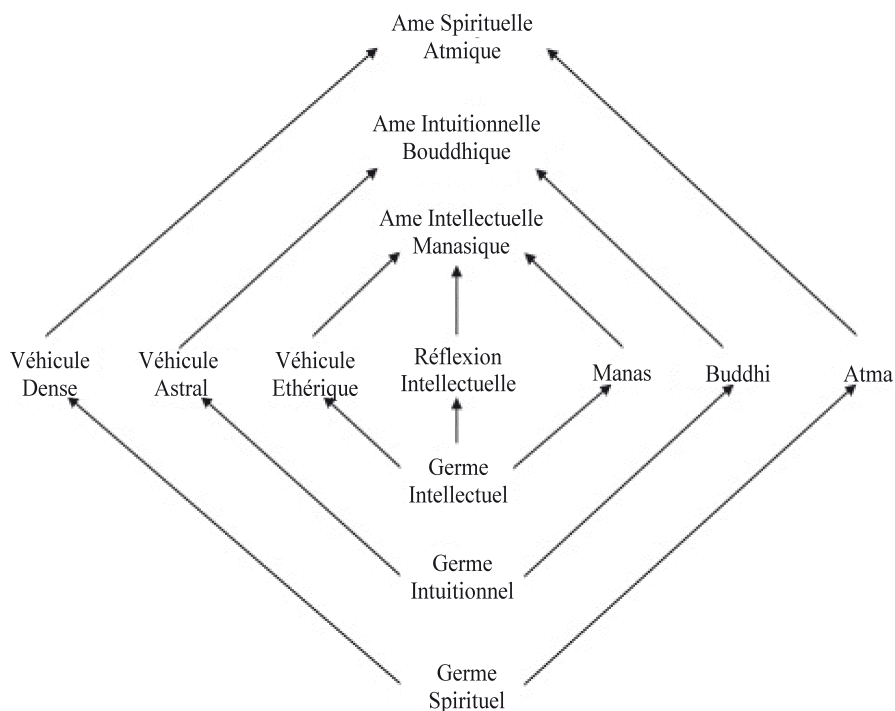 Ame Spirituelle
Atmique
Ame Intuitionnelle
Bouddhique
Ame Intellectuelle
Manasique
Véhicule
Dense
Véhicule
Astral
Véhicule
Ethérique
Réflexion
Intellectuelle
Manas
Buddhi
Atma
Germe
Intellectuel
Germe
Intuitionnel
Germe
Spirituel